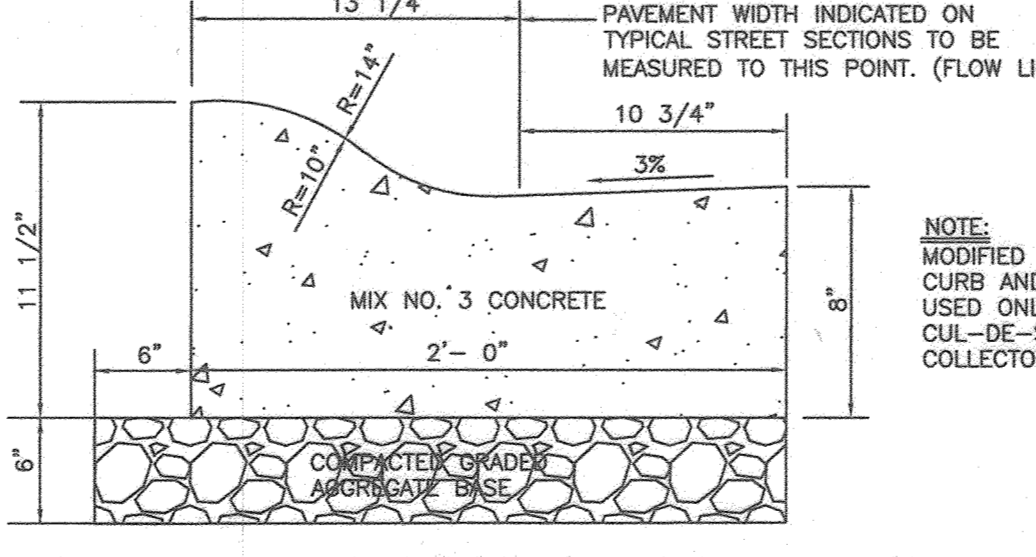 13 1/4
PAVEMENT WIDTH INDICATED ON
TYPICAL STREET SECTIONS TO BE
MEASURED TO THIS POINT. (FLOW LI
R=14"
R=10"
10 3/4"
3%
11 1/2"
8"
NOTE:
MODIFIED
CURB AND
USED ONL
CUL-DE-S
COLLECTO
MIX NO. 3 CONCRETE
6"
2'- 0"
6"
COMPACTED GRADED
AGGREGATE BASE